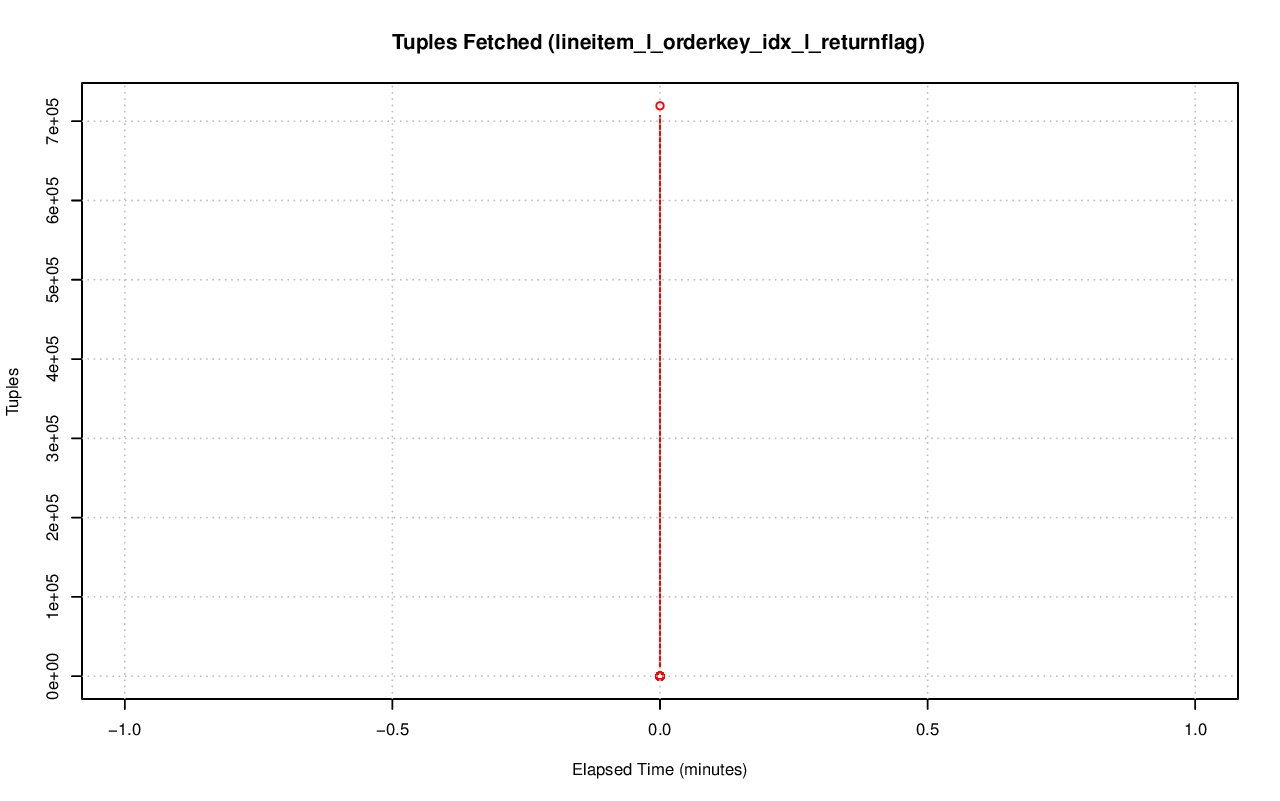 Tuples Fetched (lineitem_l_orderkey_idx_l_returnflag)
7e+05
6e+05
5e+05
4e+05
3e+05
2e+05
1e+05
0e+00
Tuples
−1.0 −0.5 0.0 0.5 1.0
Elapsed Time (minutes)